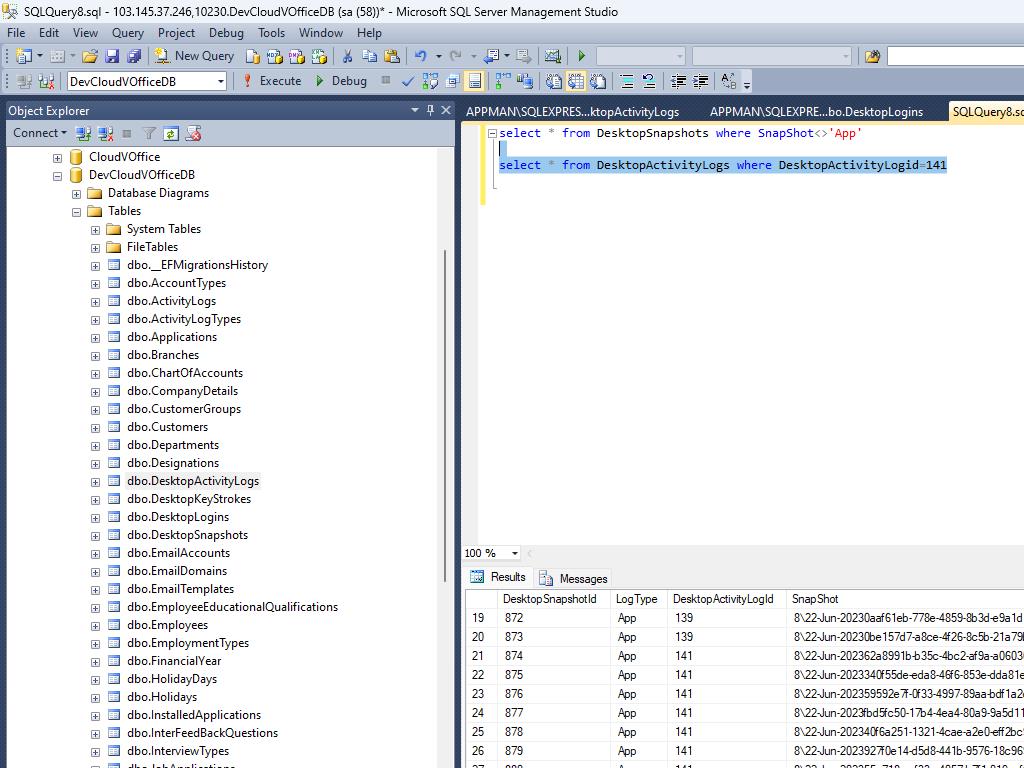 SQLQuery8.sql - 103.145.37.246,10230.DevCloudVOfficeDB (sa (58))* - Microsoft SQL Server Management Studio
File Edit View Query Project Debug Tools Window Help
New Query
DevCloudVOfficeDB Execute Debug
Object Explorer
Connect
CloudVOffice
DevCloudVOfficeDB
Database Diagrams
Tables
System Tables
FileTables
dbo.__EFMigrationsHistory
dbo.AccountTypes
dbo.ActivityLogs
dbo.ActivityLogTypes
dbo.Applications
dbo.Branches
dbo.ChartOfAccounts
dbo.CompanyDetails
dbo.CustomerGroups
dbo.Customers
dbo.Departments
dbo.Designations
dbo.DesktopActivityLogs
dbo.DesktopKeyStrokes
dbo.DesktopLogins
dbo.DesktopSnapshots
dbo.EmailAccounts
dbo.EmailDomains
dbo.EmailTemplates
dbo.EmployeeEducationalQualifications
dbo.Employees
dbo.EmploymentTypes
dbo.FinancialYear
dbo.HolidayDays
dbo.Holidays
dbo.InstalledApplications
dbo.InterFeedBackQuestions
dbo.InterviewTypes
APPMAN\SQLEXPRES...ktopActivityLogs APPMAN\SQLEXPRE...bo.DesktopLogins SQLQuery8.sq
select * from DesktopSnapshots where SnapShot<>'App'
select * from DesktopActivityLogs where DesktopActivityLogid=141
100 %
Results Messages
DesktopSnapshotId LogType DesktopActivityLogId SnapShot
19 872 App 139 8\22-Jun-20230aaf61eb-778e-4859-8b3d-e9a1d
20 873 App 139 8\22-Jun-20230be157d7-a8ce-4f26-8c5b-21a79
21 874 App 141 8\22-Jun-202362a8991b-b35c-4bc2-af9a-a0603
22 875 App 141 8\22-Jun-2023340f55de-eda8-46f6-853e-dda81e
23 876 App 141 8\22-Jun-202359592e7f-0f33-4997-89aa-bdf1a2
24 877 App 141 8\22-Jun-2023fbd5fc50-17b4-4ea4-80a9-9a5d11
25 878 App 141 8\22-Jun-202340f6a251-1321-4cae-a2e0-eff2bc
26 879 App 141 8\22-Jun-2023927f0e14-d5d8-441b-9576-18c96